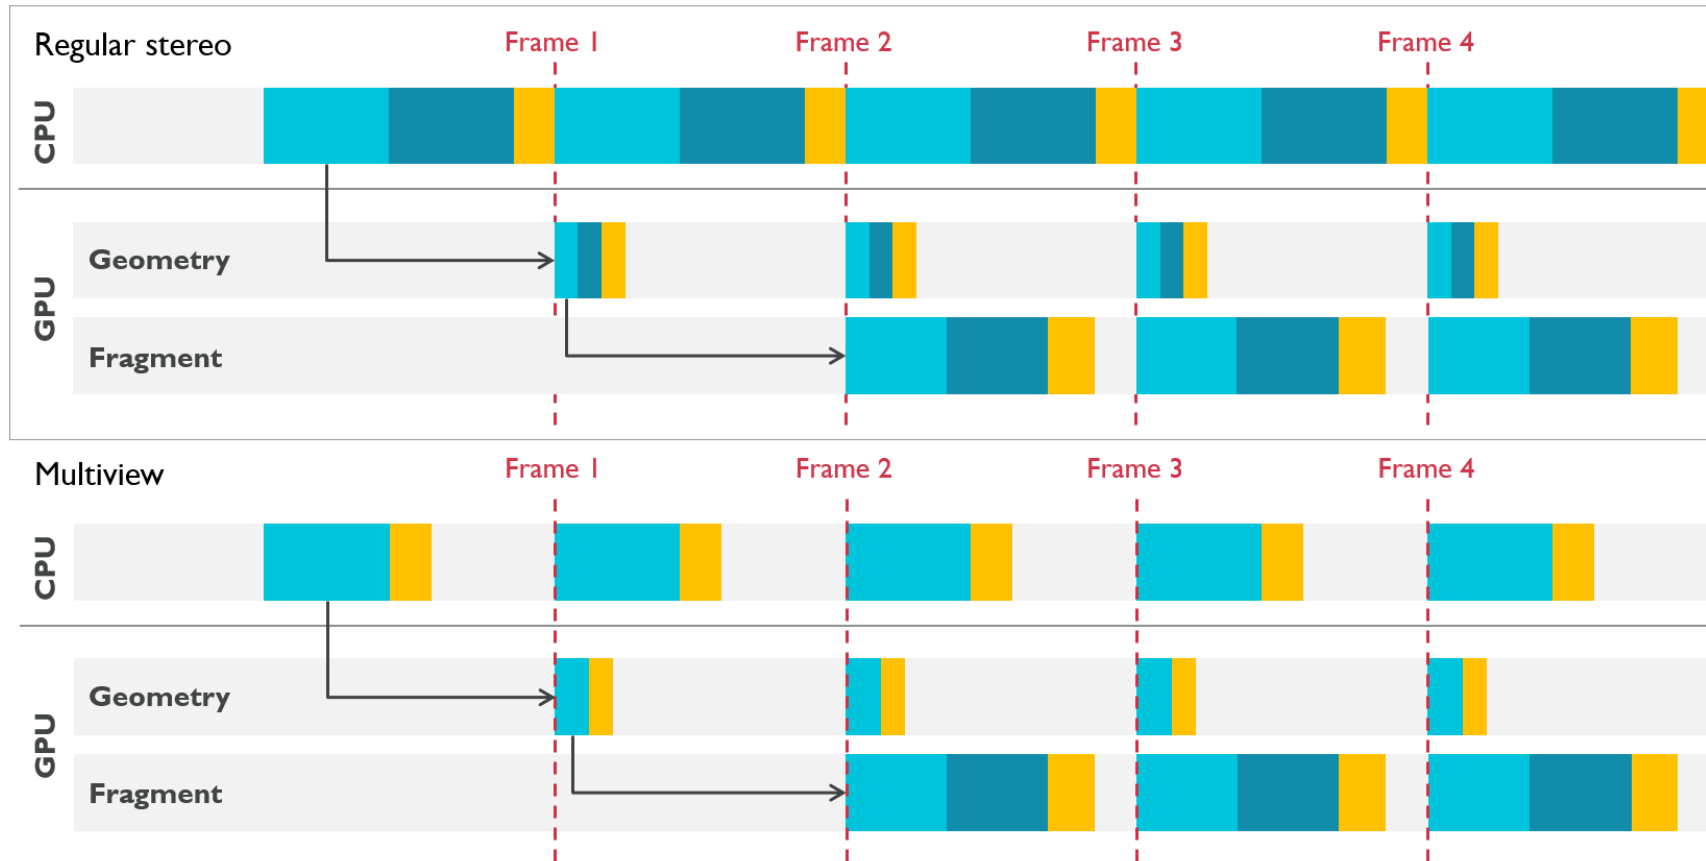 Regular stereo
Frame 1
Frame 2
Frame 3
Frame 4
CPU
GPU
Geometry
Fragment
Multiview
Frame 1
Frame 2
Frame 3
Frame 4
CPU
GPU
Geometry
Fragment